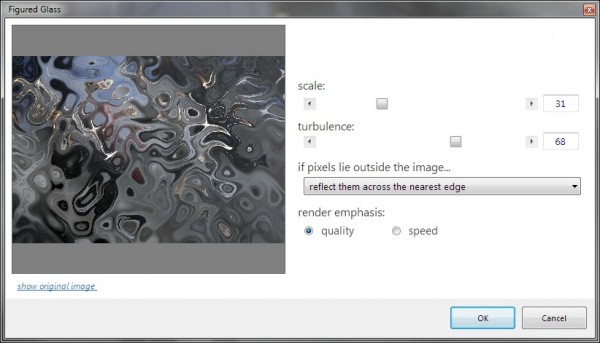 Figured Glass
scale:
31
turbulence:
68
if pixels lie outside the image...
reflect them across the nearest edge
render emphasis:
quality speed
show original image
OK Cancel